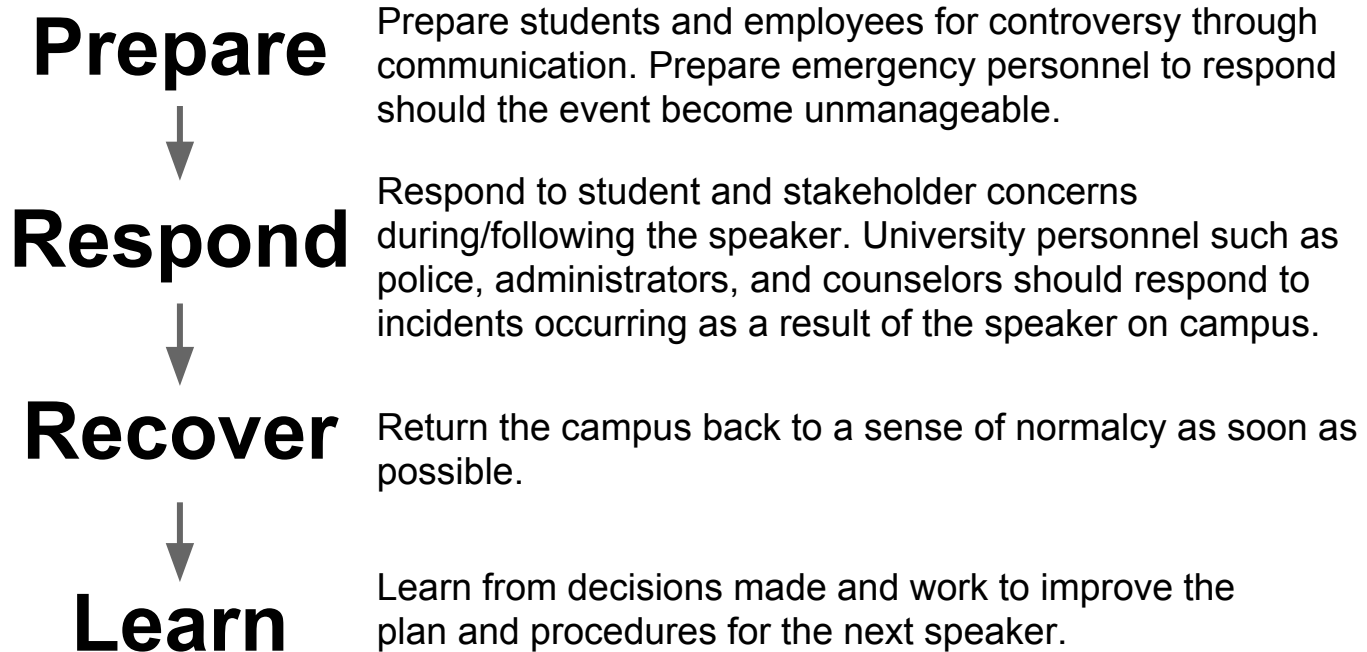 Prepare
Prepare students and employees for controversy through
communication. Prepare emergency personnel to respond
should the event become unmanageable.
Respond
Respond to student and stakeholder concerns
during/following the speaker. University personnel such as
police, administrators, and counselors should respond to
incidents occurring as a result of the speaker on campus.
Recover
Return the campus back to a sense of normalcy as soon as
possible.
Learn
Learn from decisions made and work to improve the
plan and procedures for the next speaker.